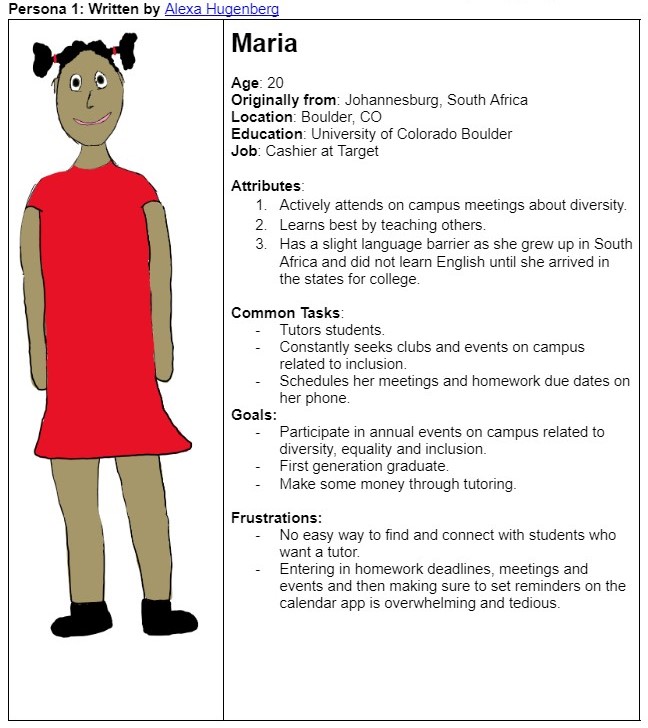 Persona 1: Written by Alexa Hugenberg
Maria
Age: 20
Originally from: Johannesburg, South Africa
Location: Boulder, CO
Education: University of Colorado Boulder
Job: Cashier at Target
Attributes:
1. Actively attends on campus meetings about diversity.
2. Learns best by teaching others.
3. Has a slight language barrier as she grew up in South
Africa and did not learn English until she arrived in
the states for college.
Common Tasks:
- Tutors students.
- Constantly seeks clubs and events on campus
related to inclusion.
- Schedules her meetings and homework due dates on
her phone.
Goals:
- Participate in annual events on campus related to
diversity, equality and inclusion.
- First generation graduate.
- Make some money through tutoring.
Frustrations:
- No easy way to find and connect with students who
want a tutor.
- Entering in homework deadlines, meetings and
events and then making sure to set reminders on the
calendar app is overwhelming and tedious.